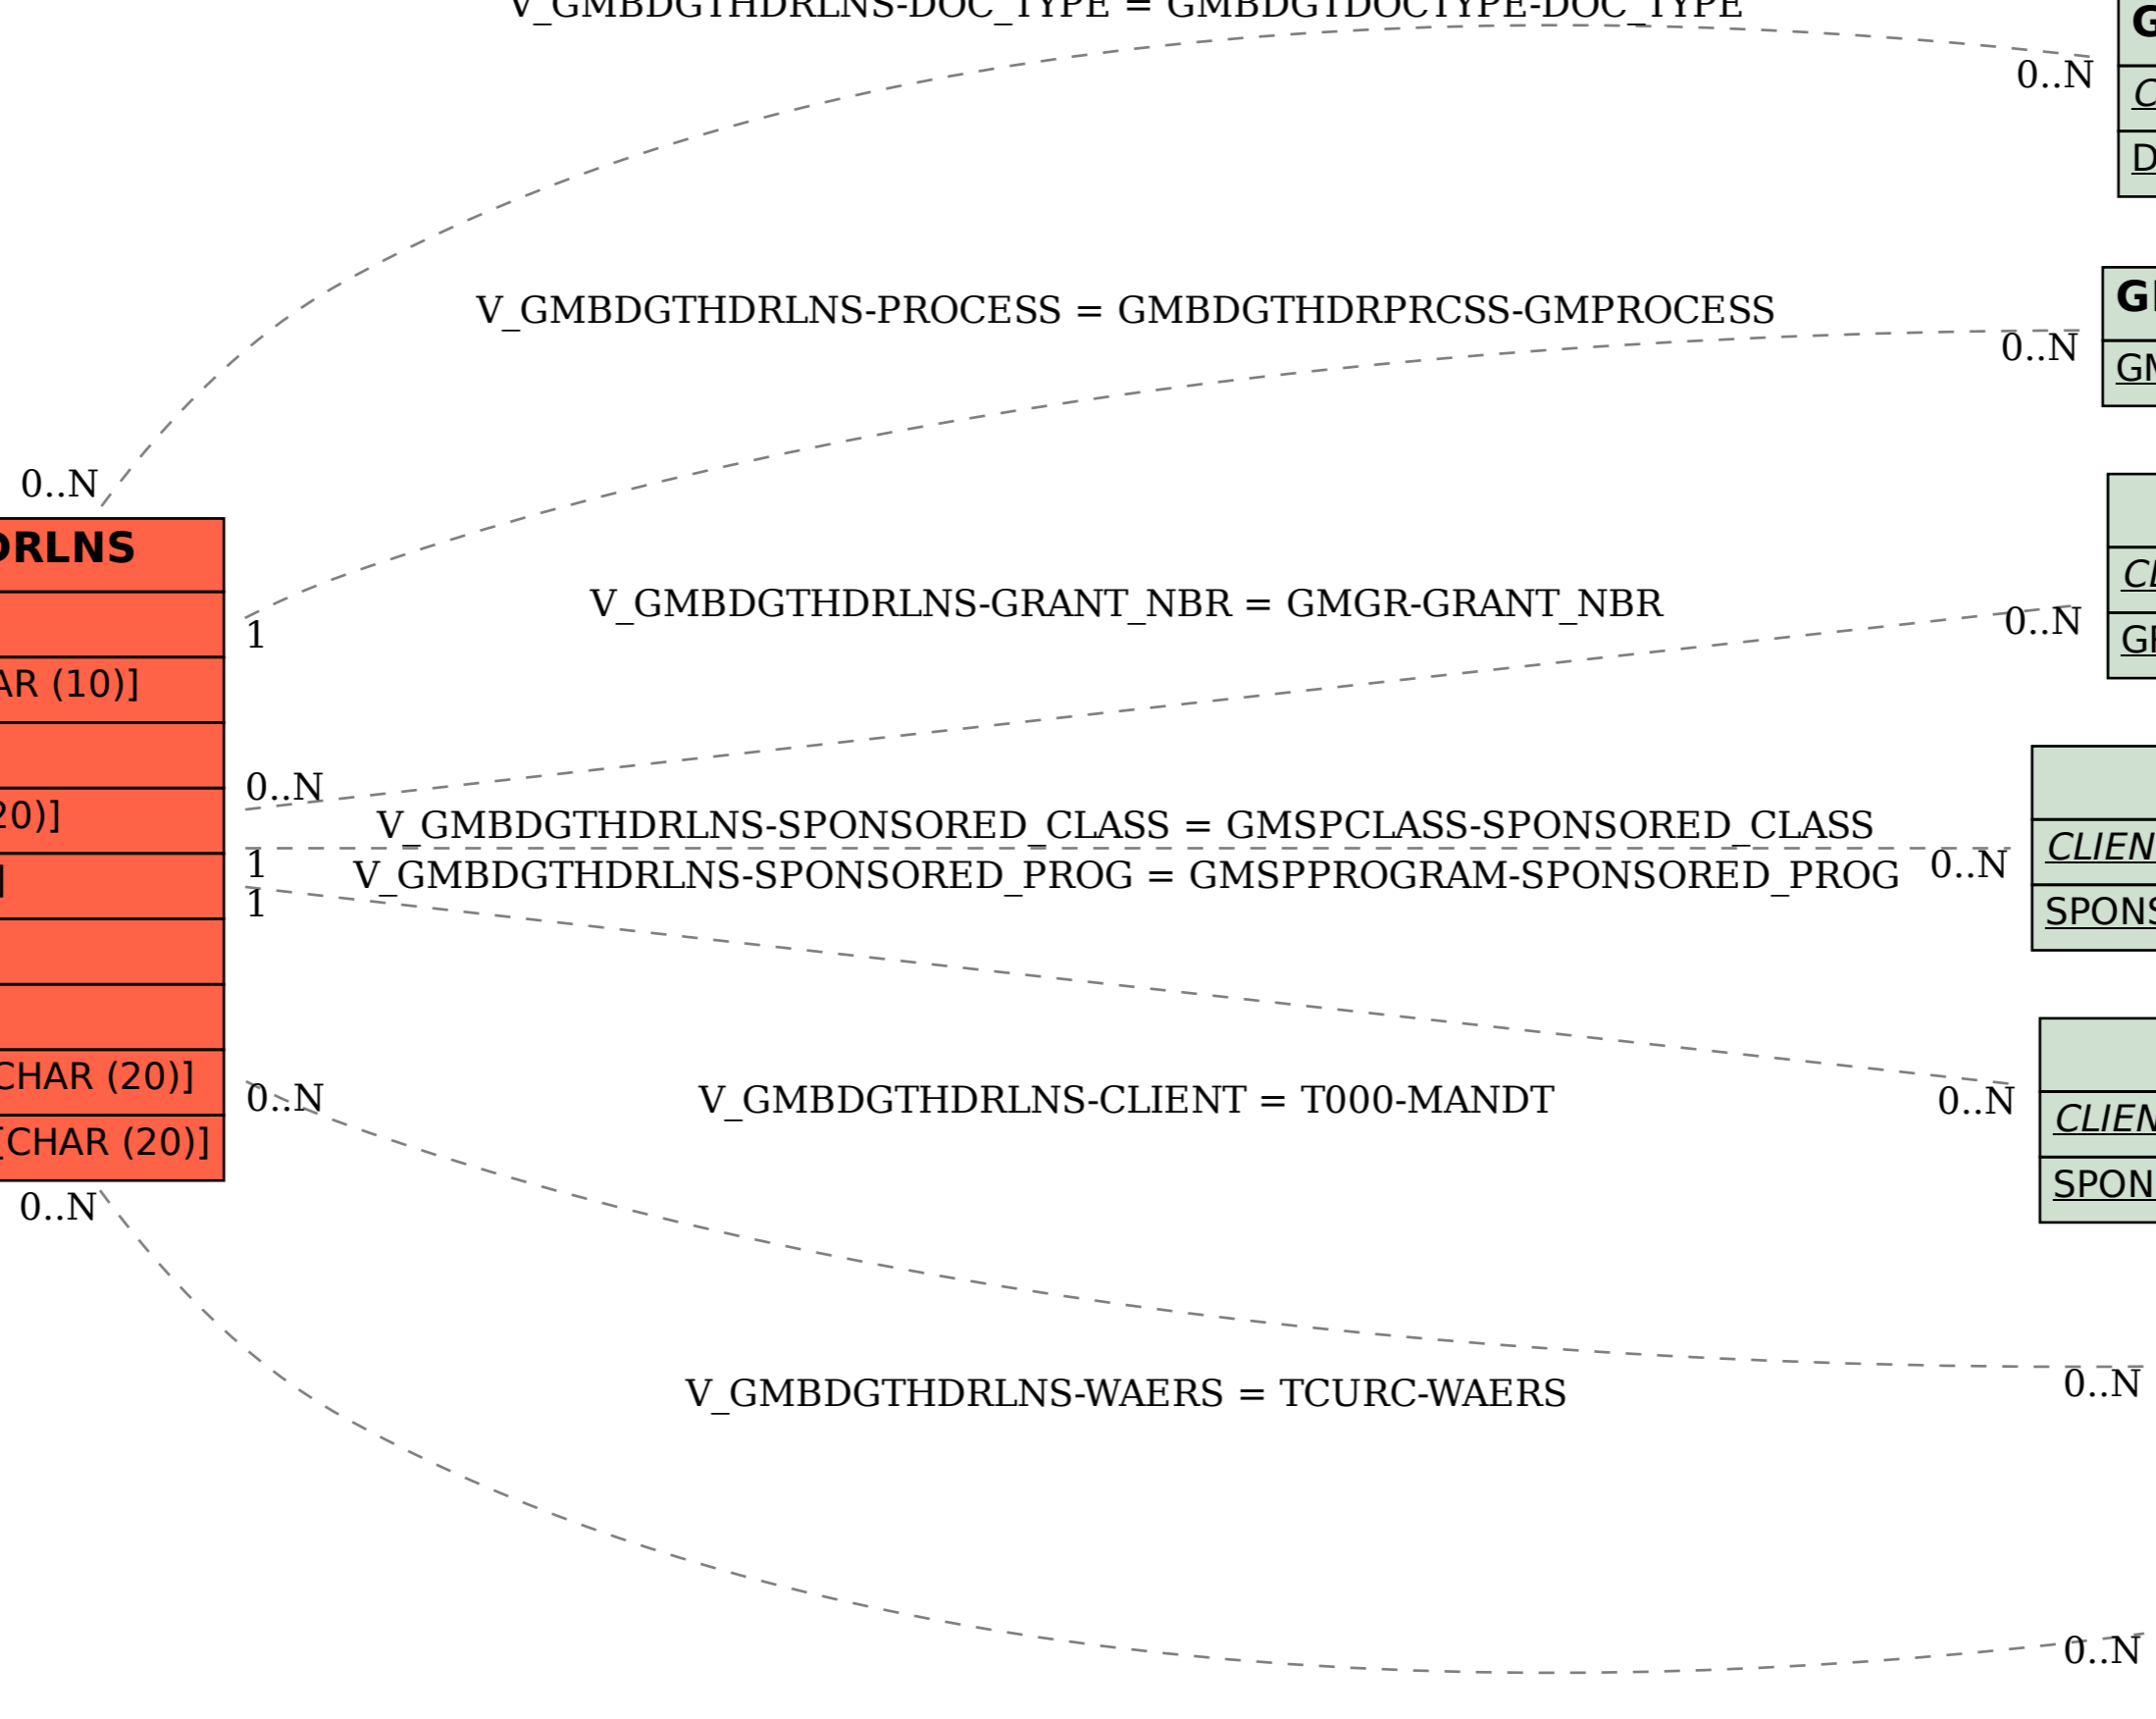 V_GMBDGTHDRLNS-DOC_TYPE = GMBDGTDOCTYPE-DOC_TYPE
0..N
V_GMBDGTHDRLNS-PROCESS = GMBDGTHDRPRCSS-GMPROCESS
0..N
GM
0..N
DRLNS
V_GMBDGTHDRLNS-GRANT_NBR = GMGR-GRANT_NBR
0..N
1
AR (10)]
0..N
20)]
V_GMBDGTHDRLNS-SPONSORED_CLASS = GMSPCLASS-SPONSORED_CLASS
CLIEN
1
0..N
V_GMBDGTHDRLNS-SPONSORED_PROG = GMSPPROGRAM-SPONSORED_PROG
]
1
SPONS
CHAR (20)]
0..N
V_GMBDGTHDRLNS-CLIENT = T000-MANDT
0..N
CLIEN
[CHAR (20)]
SPON
0..N
0..N
V_GMBDGTHDRLNS-WAERS = TCURC-WAERS
0..N